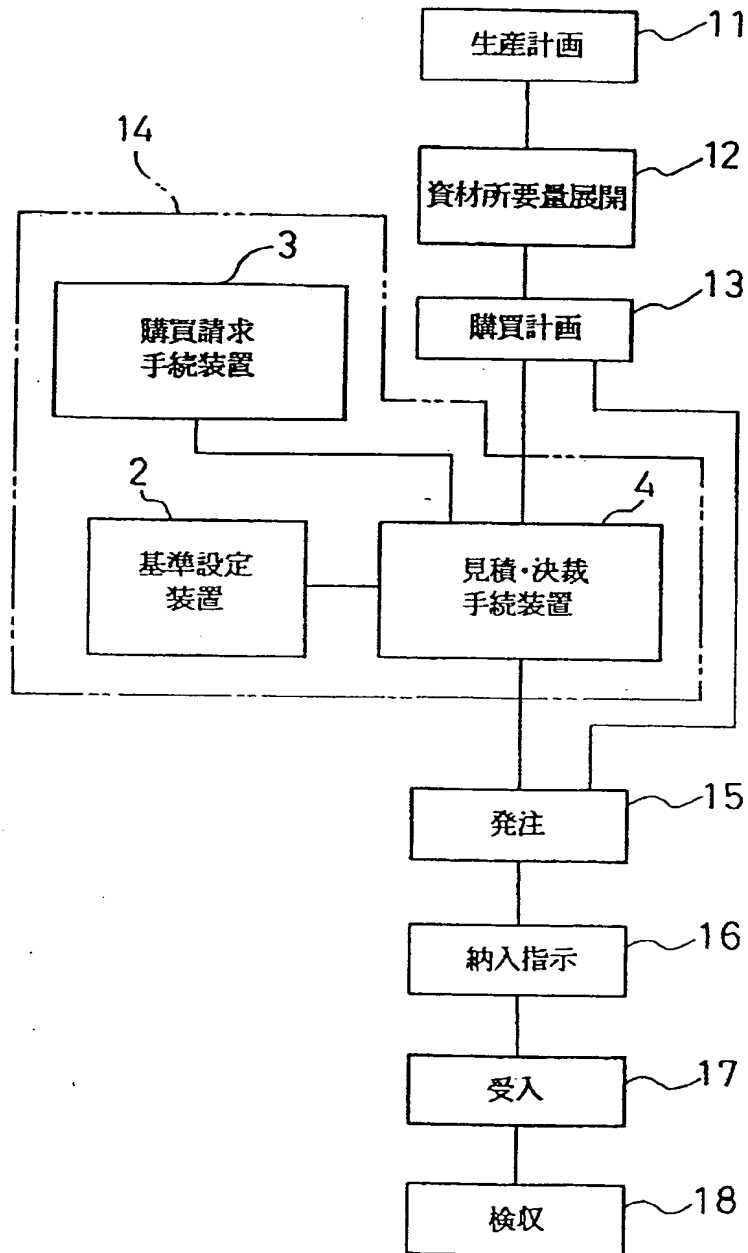 生産計画
11
資材所要量展開
12
14
購買計画
13
購買請求
手続装置
3
基準設定
装置
2
見積・決裁
手続装置
4
発注
15
納入指示
16
受入
17
検収
18